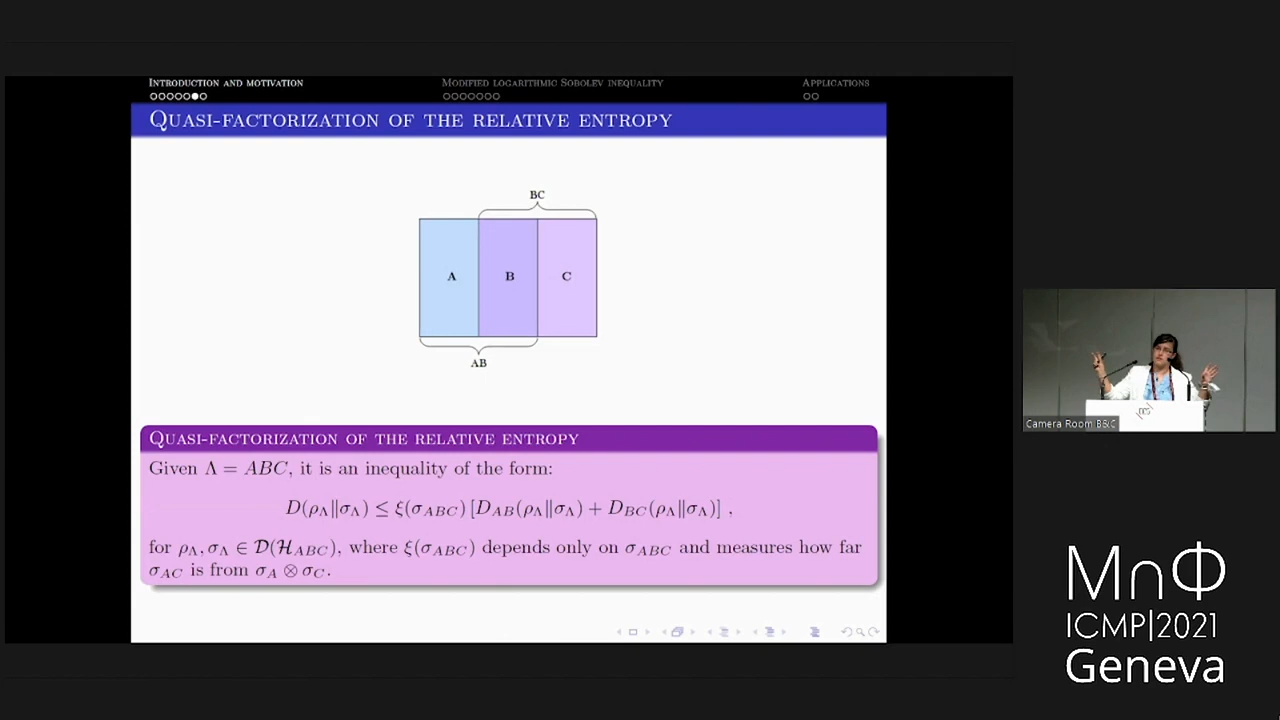 Introduction and motivation
Modified logarithmic Sobolev inequality
Applications
Quasi-factorization of the relative entropy
BC
A
B
C
AB
Quasi-factorization of the relative entropy
Given Λ = ABC, it is an inequality of the form:
D(ρ_Λ‖σ_Λ) ≤ ξ(σ_ABC) [D_AB(ρ_Λ‖σ_Λ) + D_BC(ρ_Λ‖σ_Λ)] ,
for ρ_Λ, σ_Λ ∈ 𝒟(ℋ_ABC), where ξ(σ_ABC) depends only on σ_ABC and measures how far
σ_AC is from σ_A ⊗ σ_C.
Camera Room B&C
M∩Φ
ICMP|2021
Geneva